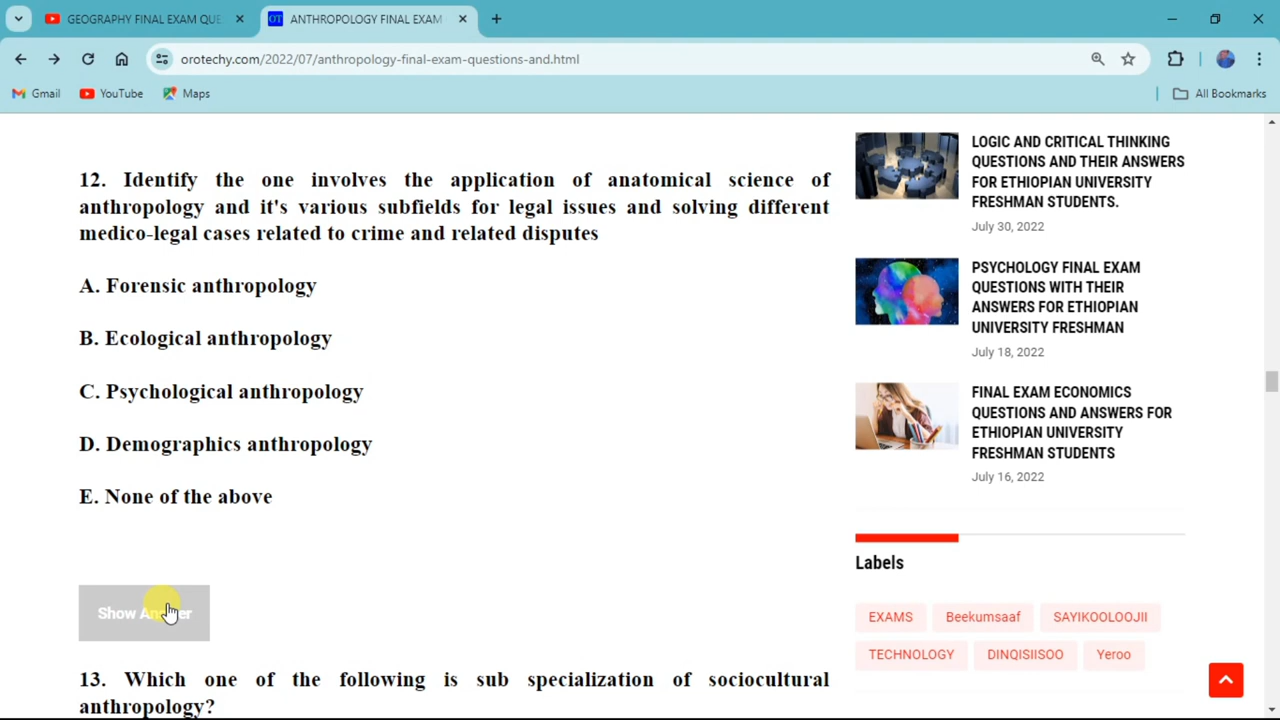 GEOGRAPHY FINAL EXAM QUE
OT
ANTHROPOLOGY FINAL EXAM
orotechy.com/2022/07/anthropology-final-exam-questions-and.html
Gmail
YouTube
Maps
All Bookmarks
12. Identify the one involves the application of anatomical science of
anthropology and it's various subfields for legal issues and solving different
medico-legal cases related to crime and related disputes
A. Forensic anthropology
B. Ecological anthropology
C. Psychological anthropology
D. Demographics anthropology
E. None of the above
Show Answer
13. Which one of the following is sub specialization of sociocultural
anthropology?
LOGIC AND CRITICAL THINKING
QUESTIONS AND THEIR ANSWERS
FOR ETHIOPIAN UNIVERSITY
FRESHMAN STUDENTS.
July 30, 2022
PSYCHOLOGY FINAL EXAM
QUESTIONS WITH THEIR
ANSWERS FOR ETHIOPIAN
UNIVERSITY FRESHMAN
July 18, 2022
FINAL EXAM ECONOMICS
QUESTIONS AND ANSWERS FOR
ETHIOPIAN UNIVERSITY
FRESHMAN STUDENTS
July 16, 2022
Labels
EXAMS
Beekumsaaf
SAYIKOOLOOJII
TECHNOLOGY
DINQISIISOO
Yeroo